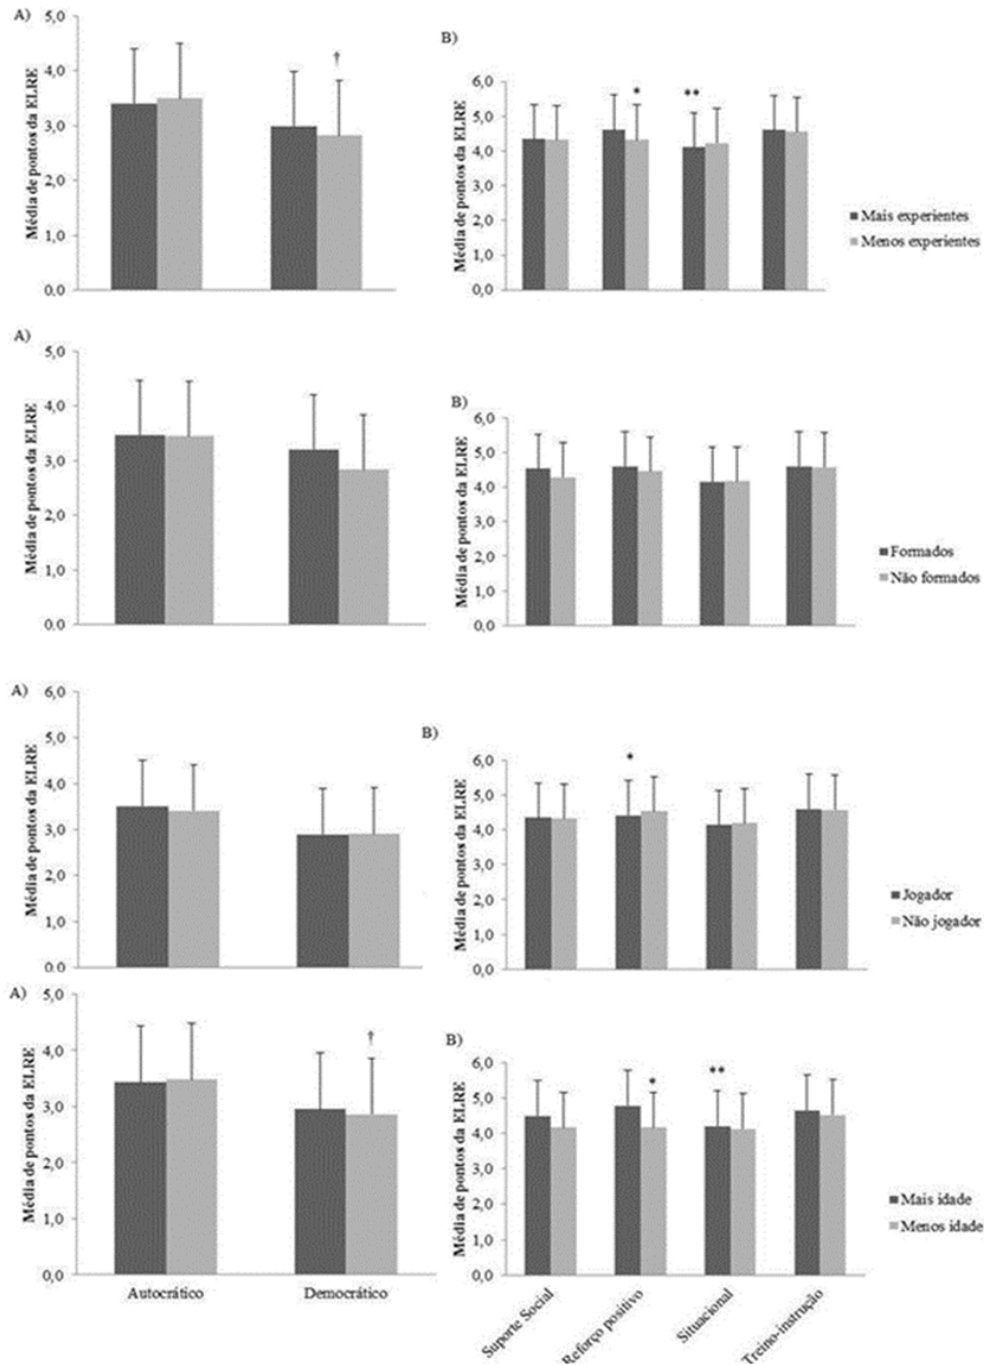 A)
Média de pontos da ELRE
5,0
4,0
3,0
2,0
1,0
0,0
†
B)
Média de pontos da ELRE
6,0
5,0
4,0
3,0
2,0
1,0
0,0
*
**
Mais experientes
Menos experientes
A)
Média de pontos da ELRE
5,0
4,0
3,0
2,0
1,0
0,0
B)
Média de pontos da ELRE
6,0
5,0
4,0
3,0
2,0
1,0
0,0
Formados
Não formados
A)
Média de pontos da ELRE
6,0
5,0
4,0
3,0
2,0
1,0
0,0
B)
Média de pontos da ELRE
6,0
5,0
4,0
3,0
2,0
1,0
0,0
*
Jogador
Não jogador
A)
Média de pontos da ELRE
5,0
4,0
3,0
2,0
1,0
0,0
†
Autocrático
Democrático
B)
Média de pontos da ELRE
6,0
5,0
4,0
3,0
2,0
1,0
0,0
*
**
Mais idade
Menos idade
Suporte Social
Reforço positivo
Situacional
Treino-instrução